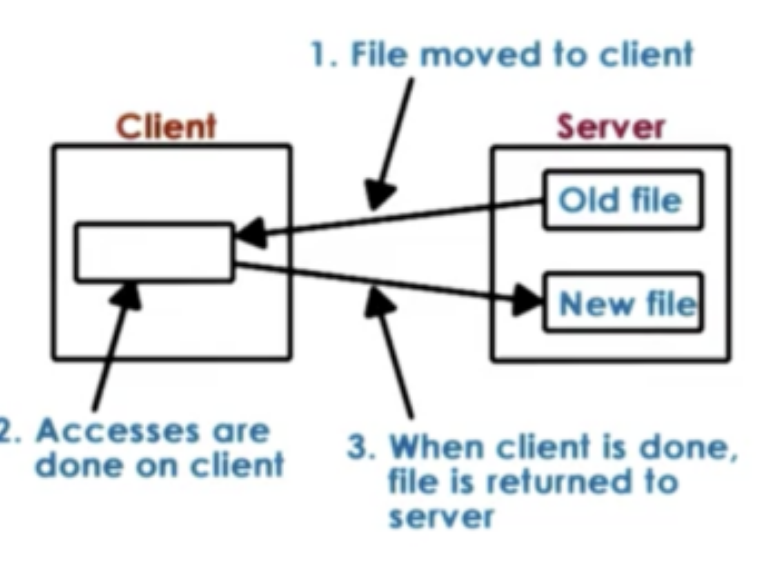 1. File moved to client
Client
Server
Old file
New file
2. Accesses are
done on client
3. When client is done,
file is returned to
server